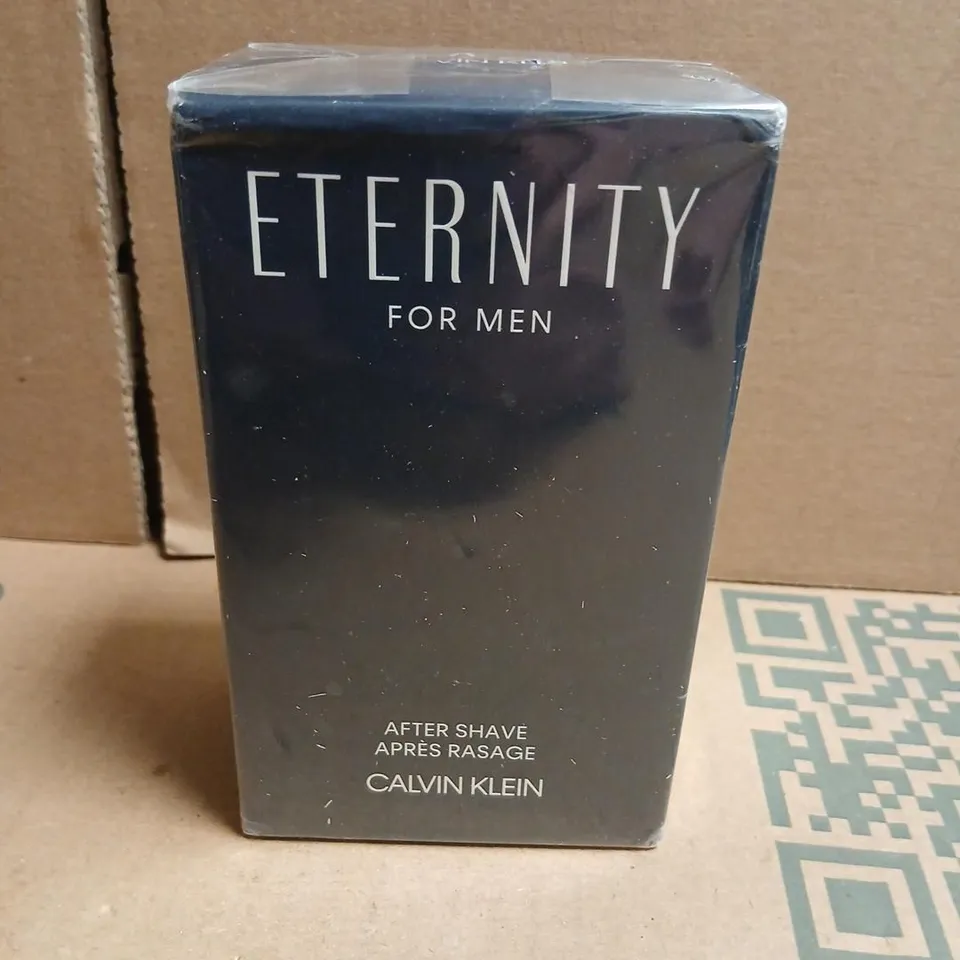 ETERNITY
FOR MEN
AFTER SHAVE
APRÈS RASAGE
CALVIN KLEIN